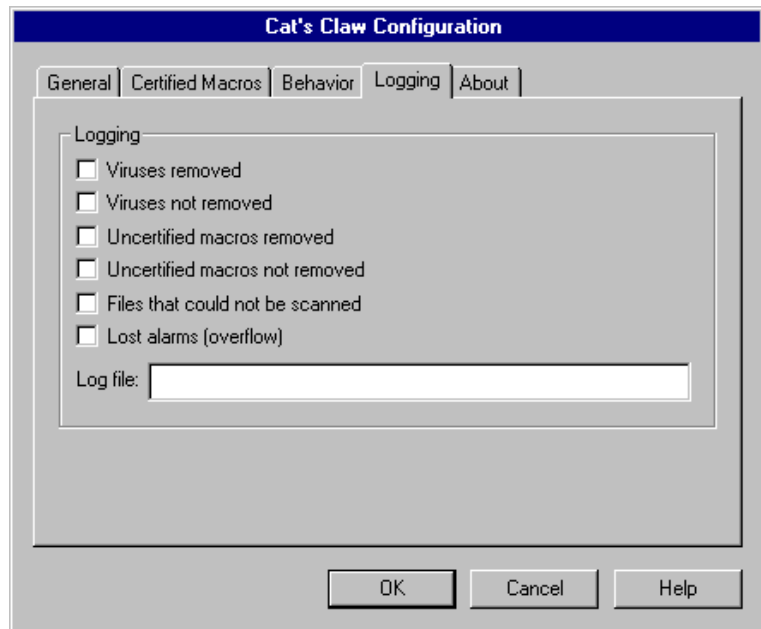 Cat's Claw Configuration
General Certified Macros Behavior Logging About
Logging
Viruses removed
Viruses not removed
Uncertified macros removed
Uncertified macros not removed
Files that could not be scanned
Lost alarms (overflow)
Log file:
OK Cancel Help